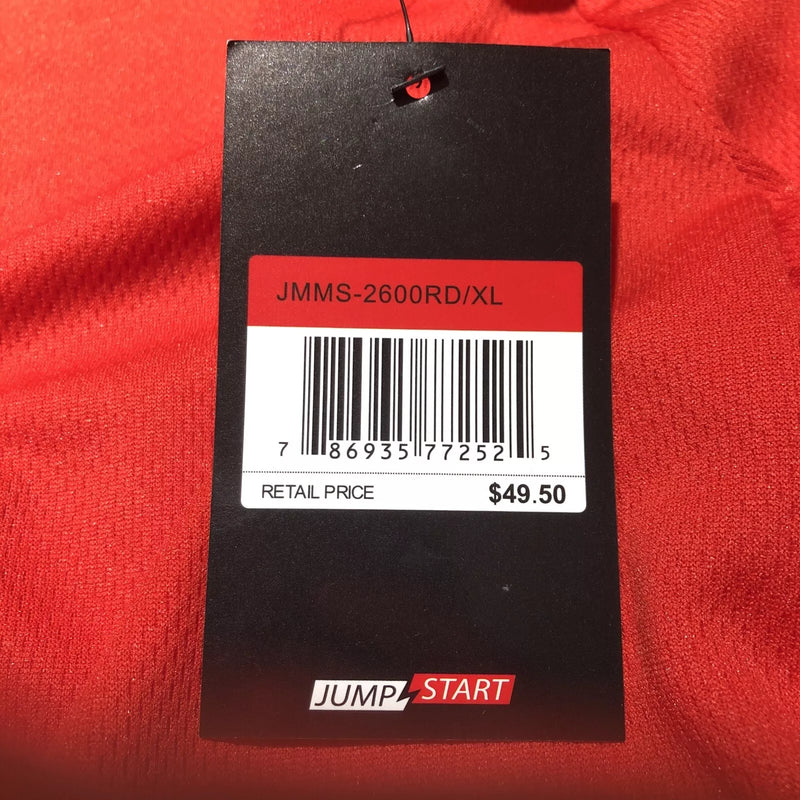 JMMS-2600RD/XL
7 86935 77252 5
RETAIL PRICE $49.50
JUMP START